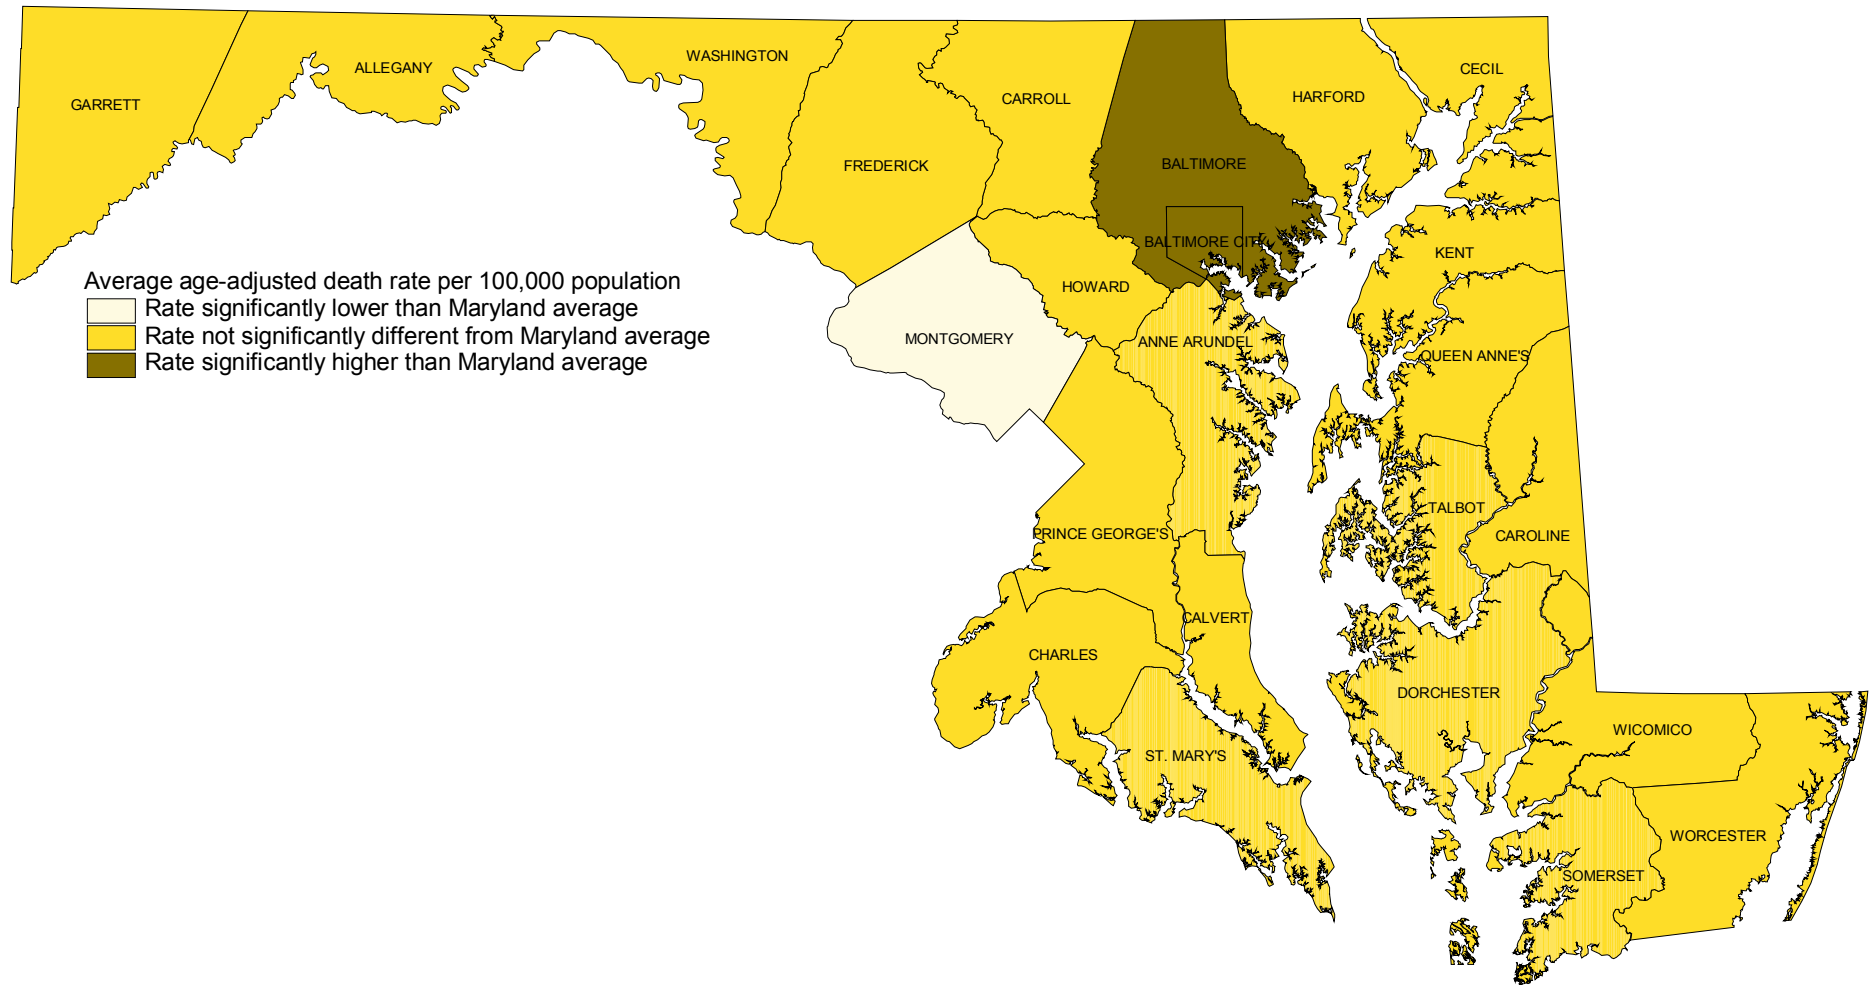 ALLEGANY
WASHINGTON
GARRETT
CARROLL
HARFORD
CECIL
FREDERICK
BALTIMORE
BALTIMORE CITY
KENT
Average age-adjusted death rate per 100,000 population
Rate significantly lower than Maryland average
Rate not significantly different from Maryland average
Rate significantly higher than Maryland average
HOWARD
MONTGOMERY
ANNE ARUNDEL
QUEEN ANNE'S
TALBOT
PRINCE GEORGE'S
CAROLINE
CALVERT
CHARLES
DORCHESTER
WICOMICO
ST. MARY'S
WORCESTER
SOMERSET